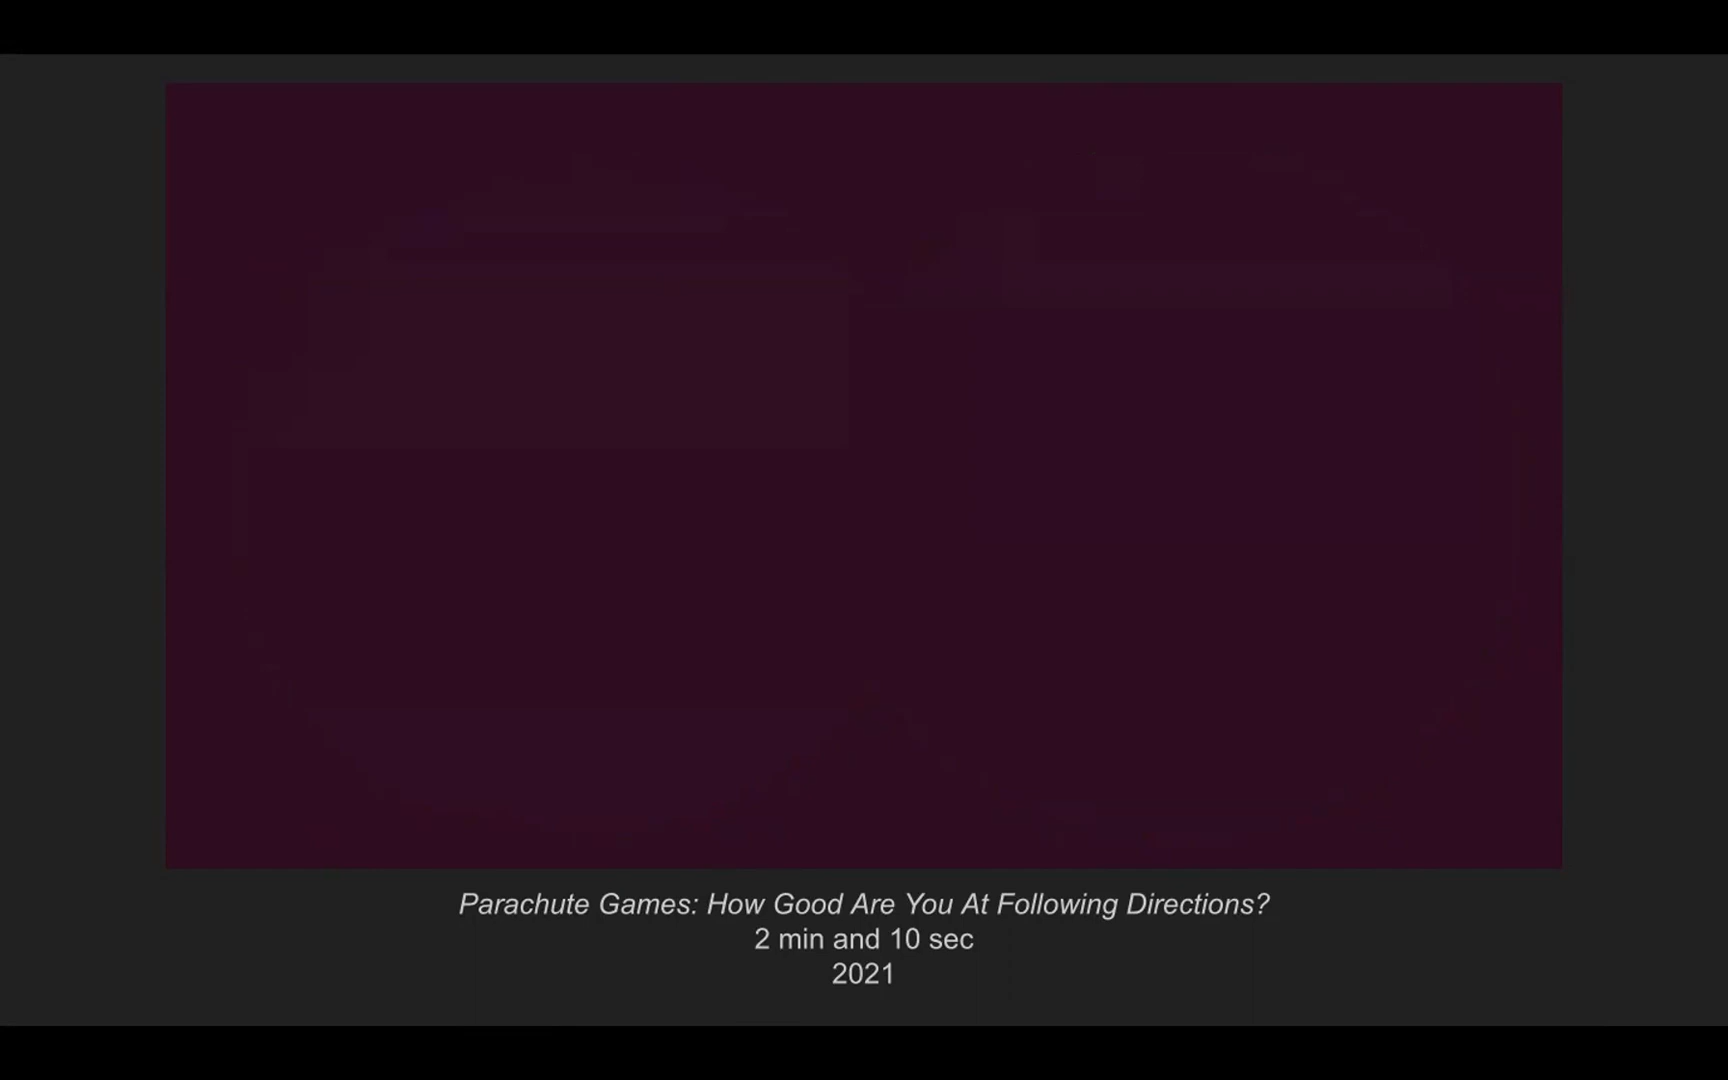 Parachute Games: How Good Are You At Following Directions?
2 min and 10 sec
2021